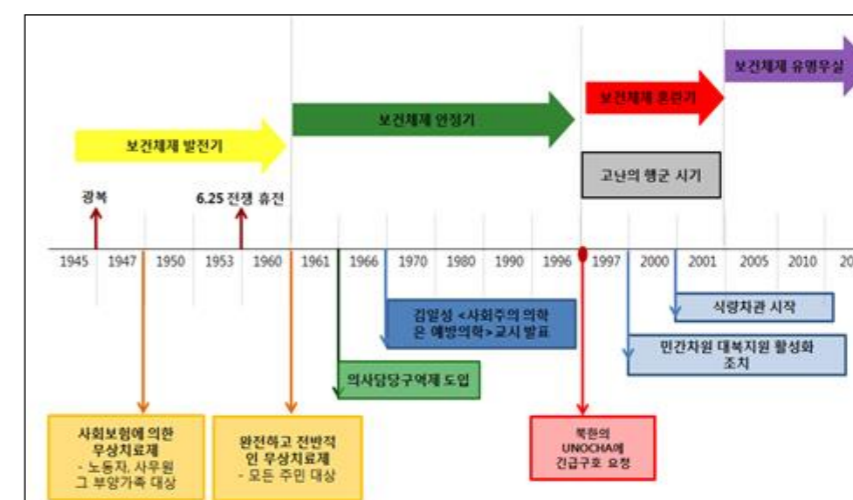 보건체제 유명무실
보건체제 혼란기
보건체제 안정기
보건체제 발전기
고난의 행군 시기
광복
6.25 전쟁 휴전
1945 1947 1950 1953 1960 1961 1966 1970 1980 1990 1996 1997 2000 2001 2005 2010 20
김일성 <사회주의 의학
은 예방의학>교시 발표
식량차관 시작
민간차원 대북지원 활성화
조치
의사담당구역제 도입
사회보험에 의한
무상치료제
- 노동자, 사무원
그 부양가족 대상
완전하고 전반적
인 무상치료제
- 모든 주민 대상
북한의
UNOCHA에
긴급구호 요청